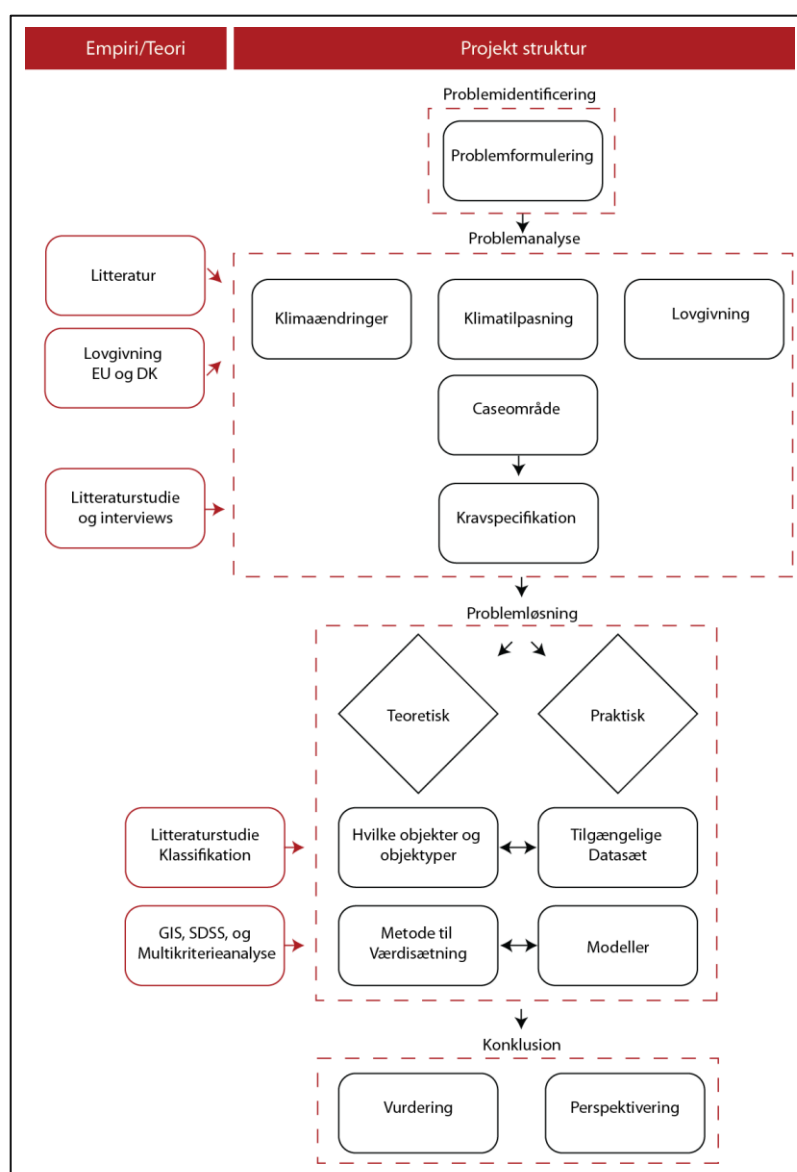 Empiri/Teori
Projekt struktur
Problemidentificering
Problemformulering
Problemanalyse
Litteratur
Klimaændringer
Klimatilpasning
Lovgivning
Lovgivning
EU og DK
Caseområde
Litteraturstudie
og interviews
Kravspecifikation
Problemløsning
Teoretisk
Praktisk
Litteraturstudie
Klassifikation
Hvilke objekter og
objektyper
Tilgængelige
Datasæt
GIS, SDSS, og
Multikriterieanalyse
Metode til
Værdisætning
Modeller
Konklusion
Vurdering
Perspektivering